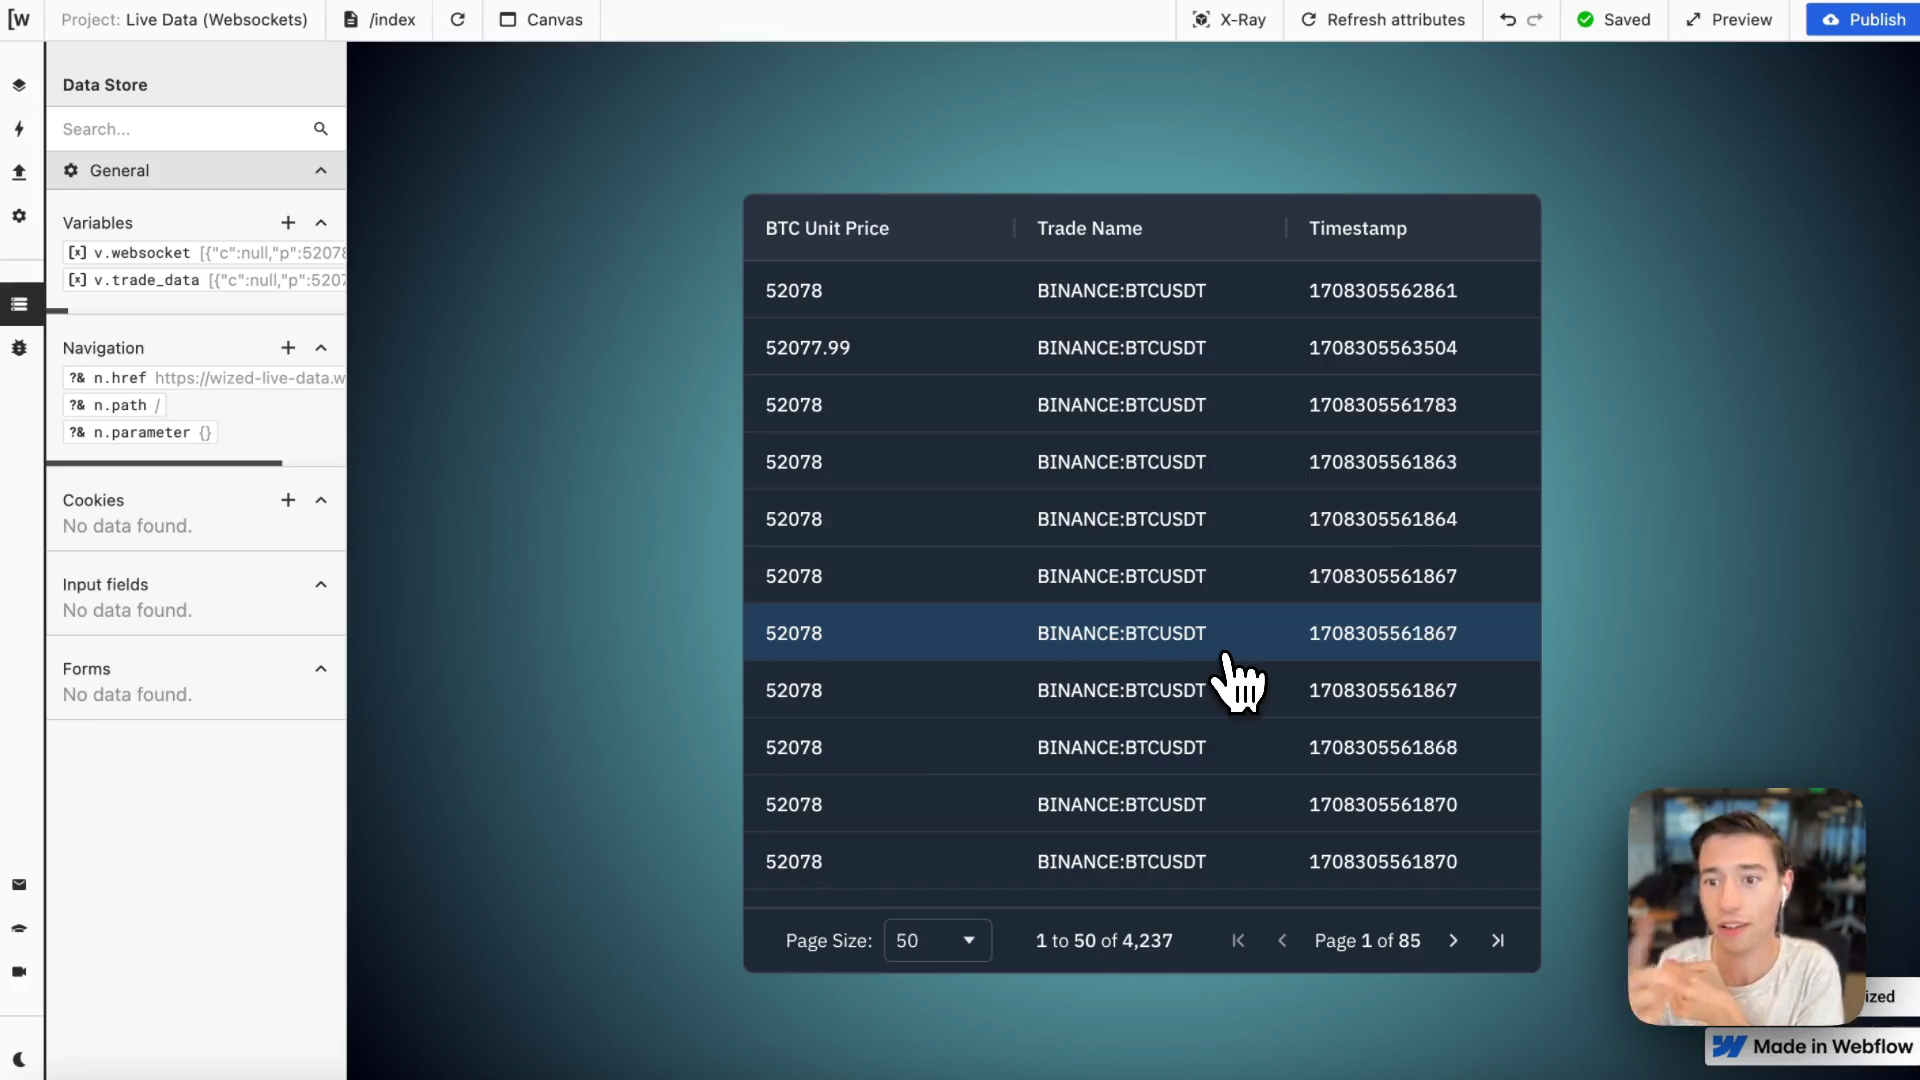 Project: Live Data (Websockets)
/index
Canvas
X-Ray
Refresh attributes
Saved
Preview
Publish
Data Store
Search...
General
Variables
[x] v.websocket [{"c":null,"p":52078
[x] v.trade_data [{"c":null,"p":5207
Navigation
?& n.href https://wized-live-data.w
?& n.path /
?& n.parameter {}
Cookies
No data found.
Input fields
No data found.
Forms
No data found.
BTC Unit Price Trade Name Timestamp
52078 BINANCE:BTCUSDT 1708305562861
52077.99 BINANCE:BTCUSDT 1708305563504
52078 BINANCE:BTCUSDT 1708305561783
52078 BINANCE:BTCUSDT 1708305561863
52078 BINANCE:BTCUSDT 1708305561864
52078 BINANCE:BTCUSDT 1708305561867
52078 BINANCE:BTCUSDT 1708305561867
52078 BINANCE:BTCUSDT 1708305561867
52078 BINANCE:BTCUSDT 1708305561868
52078 BINANCE:BTCUSDT 1708305561870
52078 BINANCE:BTCUSDT 1708305561870
Page Size: 50 1 to 50 of 4,237 Page 1 of 85
ized
Made in Webflow